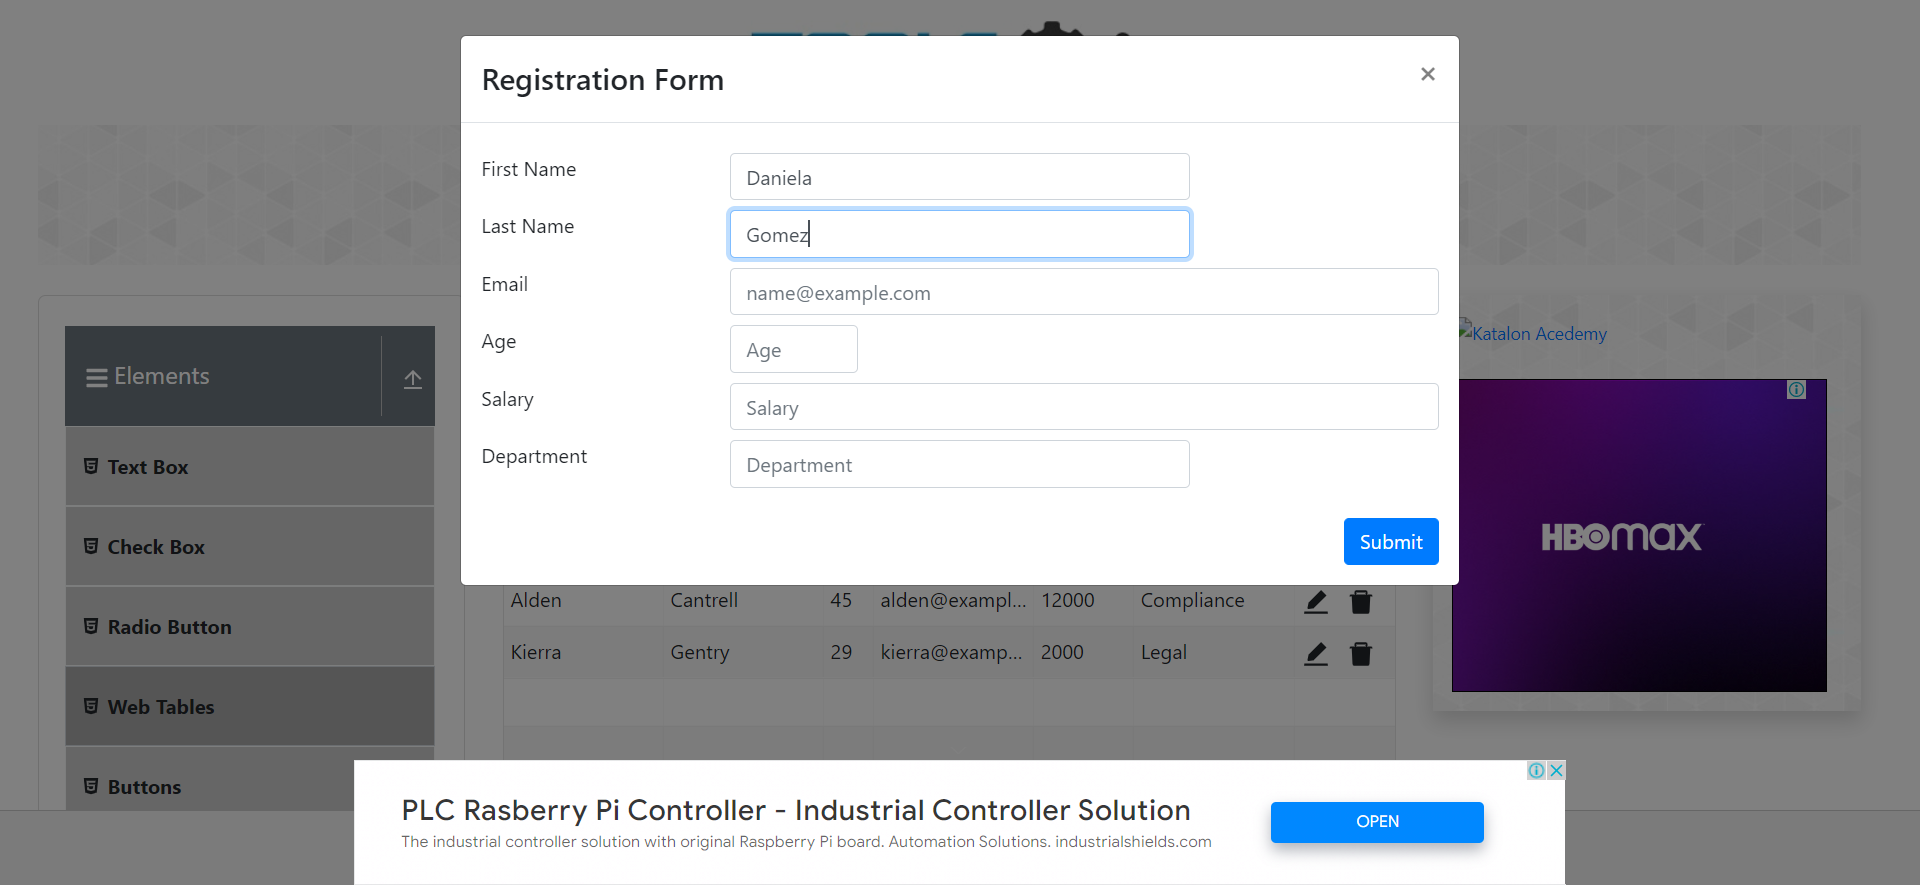 Registration Form
×
First Name
Daniela
Last Name
Gomez
Email
name@example.com
Age
Age
Salary
Salary
Department
Department
Submit
Elements
Text Box
Check Box
Radio Button
Web Tables
Buttons
Alden Cantrell 45 alden@exampl... 12000 Compliance
Kierra Gentry 29 kierra@examp... 2000 Legal
Katalon Acedemy
HBOmax
PLC Rasberry Pi Controller - Industrial Controller Solution
The industrial controller solution with original Raspberry Pi board. Automation Solutions. industrialshields.com
OPEN